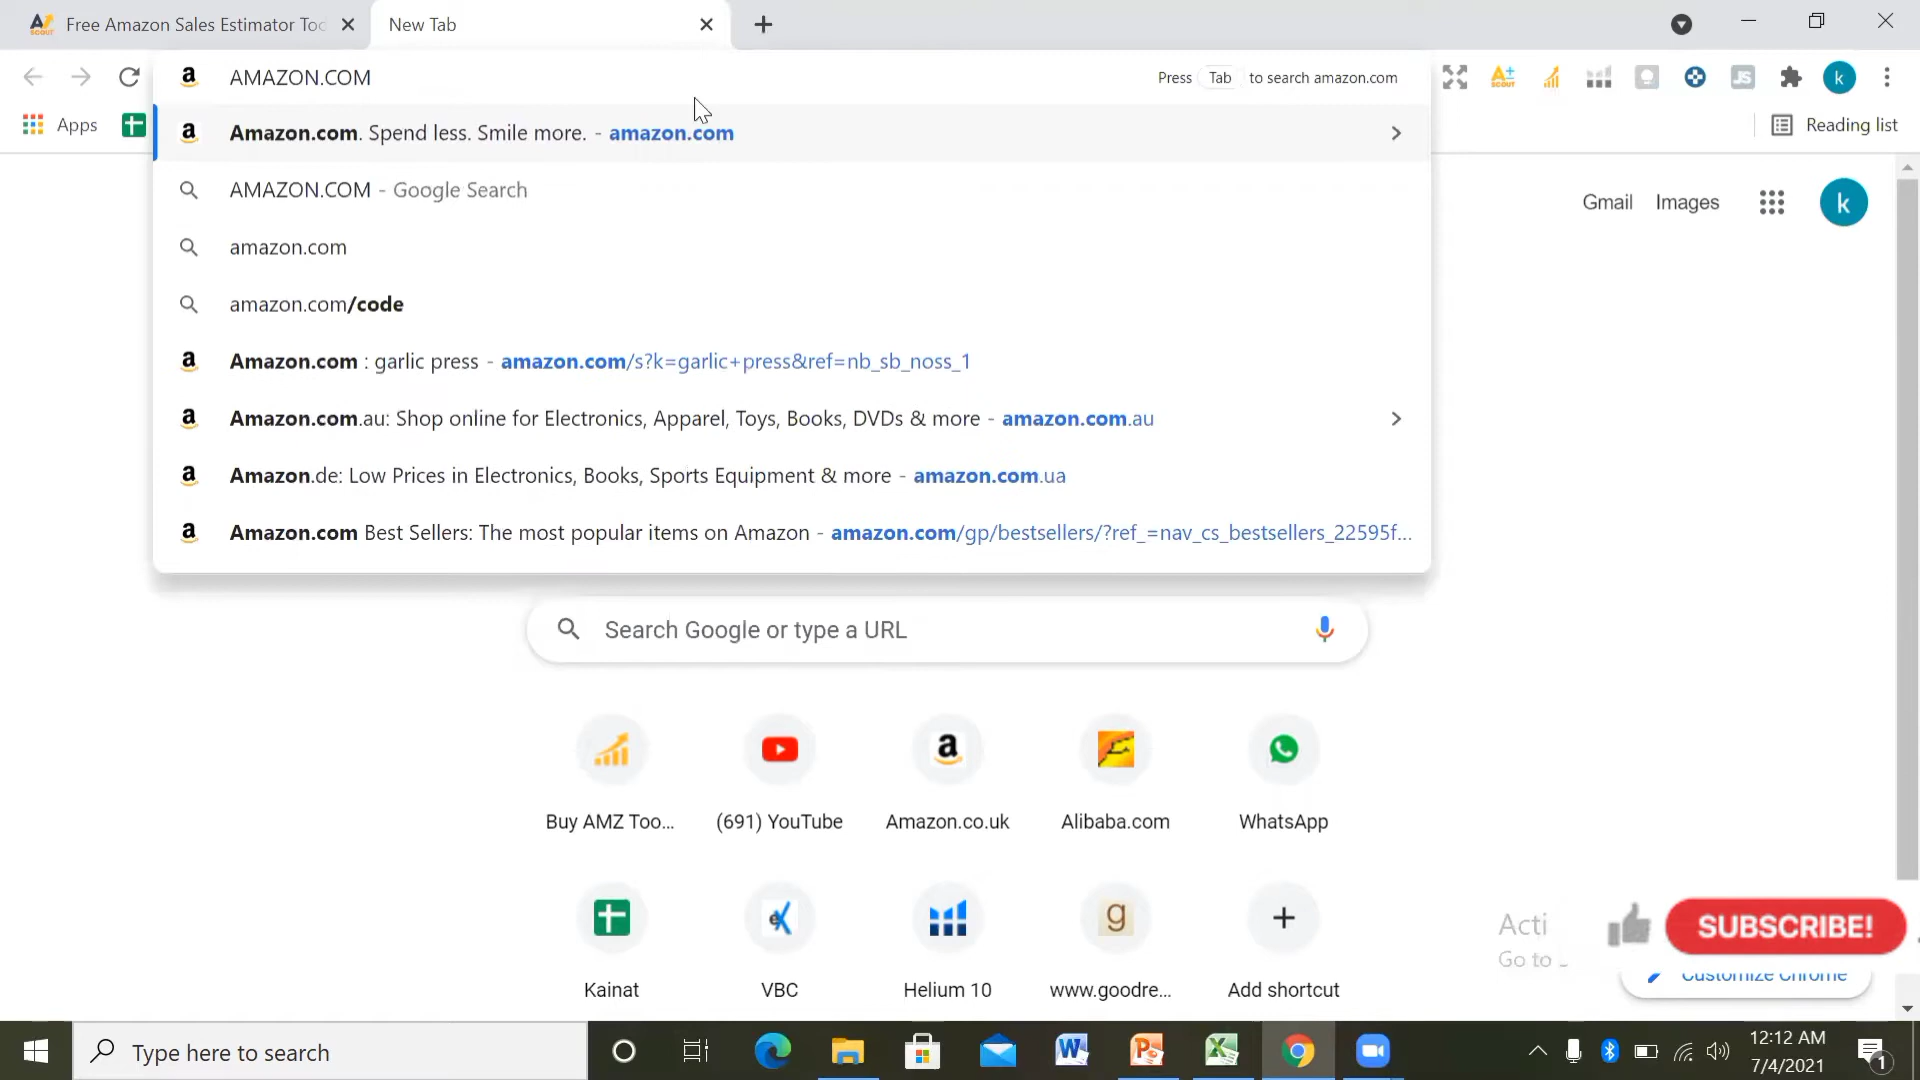 Free Amazon Sales Estimator Too
New Tab
AMAZON.COM
Press Tab to search amazon.com
Apps
Amazon.com. Spend less. Smile more. - amazon.com
Reading list
AMAZON.COM - Google Search
Gmail Images
k
amazon.com
amazon.com/code
Amazon.com : garlic press - amazon.com/s?k=garlic+press&ref=nb_sb_noss_1
Amazon.com.au: Shop online for Electronics, Apparel, Toys, Books, DVDs & more - amazon.com.au
Amazon.de: Low Prices in Electronics, Books, Sports Equipment & more - amazon.com.ua
Amazon.com Best Sellers: The most popular items on Amazon - amazon.com/gp/bestsellers/?ref_=nav_cs_bestsellers_22595f...
Search Google or type a URL
Buy AMZ Too...
(691) YouTube
Amazon.co.uk
Alibaba.com
WhatsApp
Kainat
VBC
Helium 10
www.goodre...
Add shortcut
Acti
Go to
SUBSCRIBE!
Customize Chrome
Type here to search
12:12 AM
7/4/2021
1